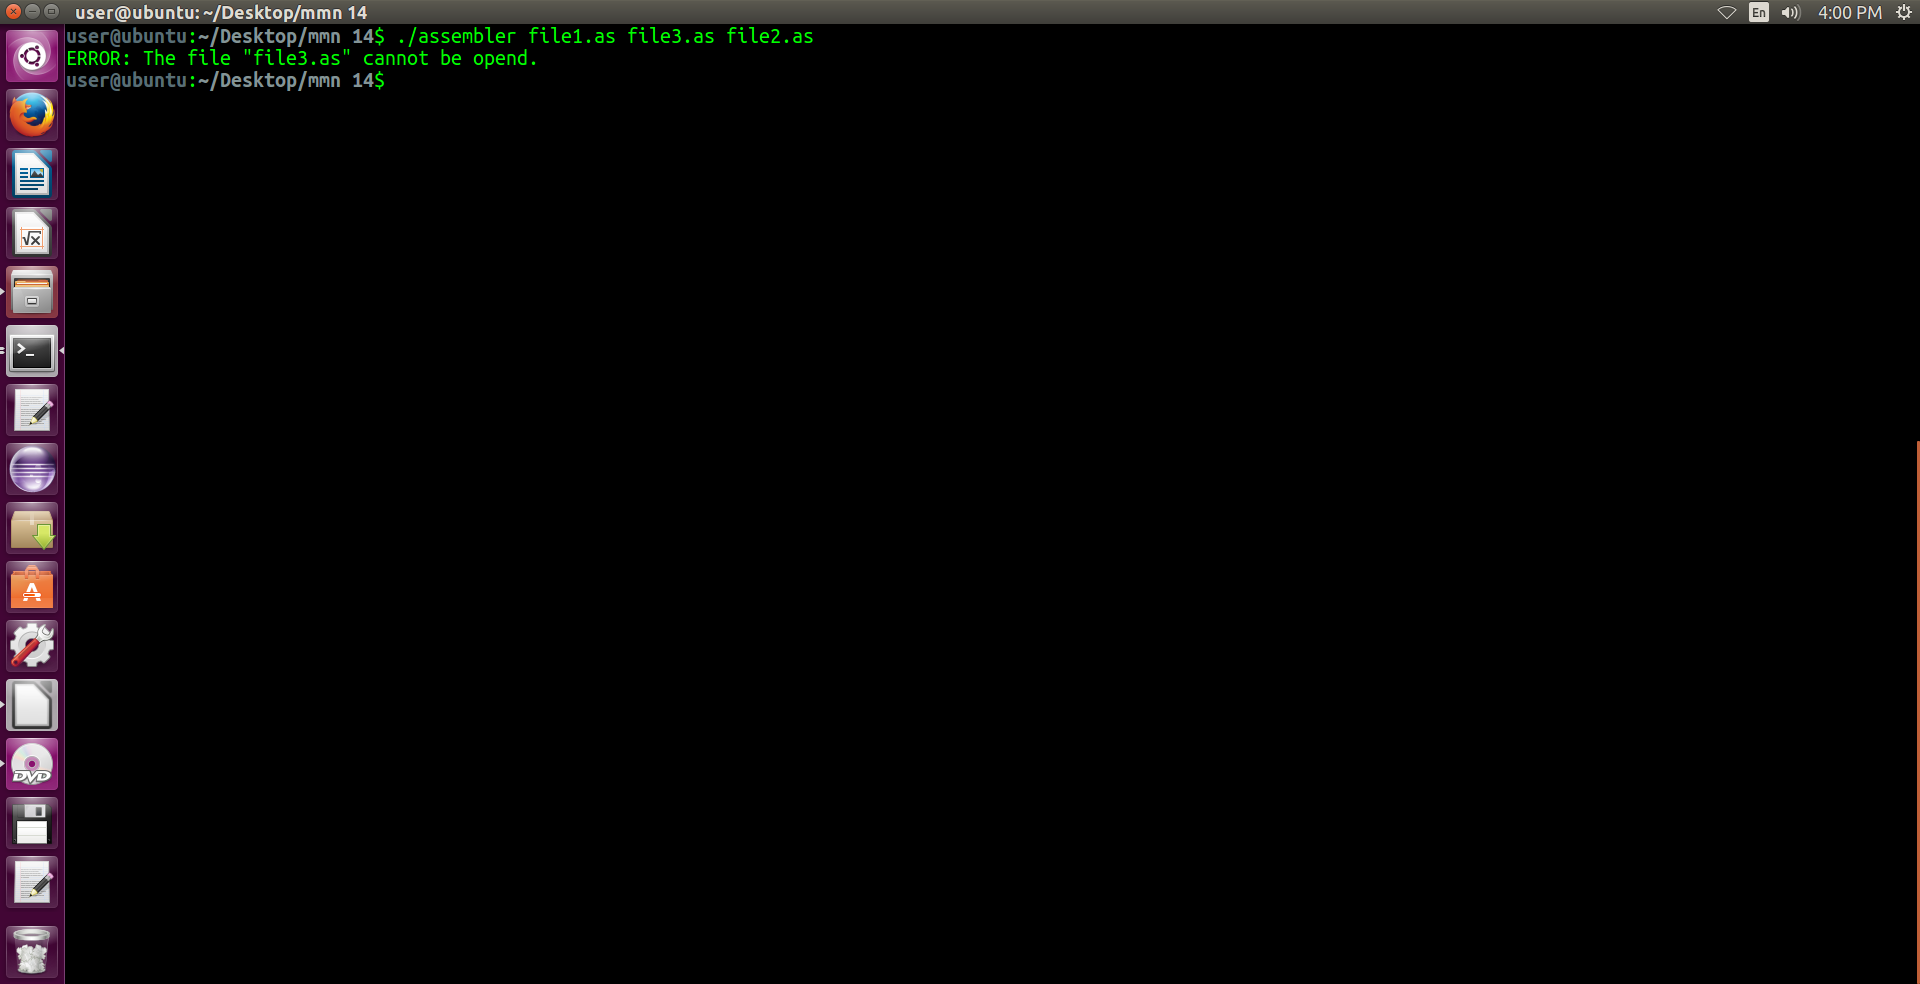 user@ubuntu: ~/Desktop/mmn 14
En
4:00 PM
user@ubuntu:~/Desktop/mmn 14$ ./assembler file1.as file3.as file2.as
ERROR: The file "file3.as" cannot be opend.
user@ubuntu:~/Desktop/mmn 14$
√x
>_
A
DVD